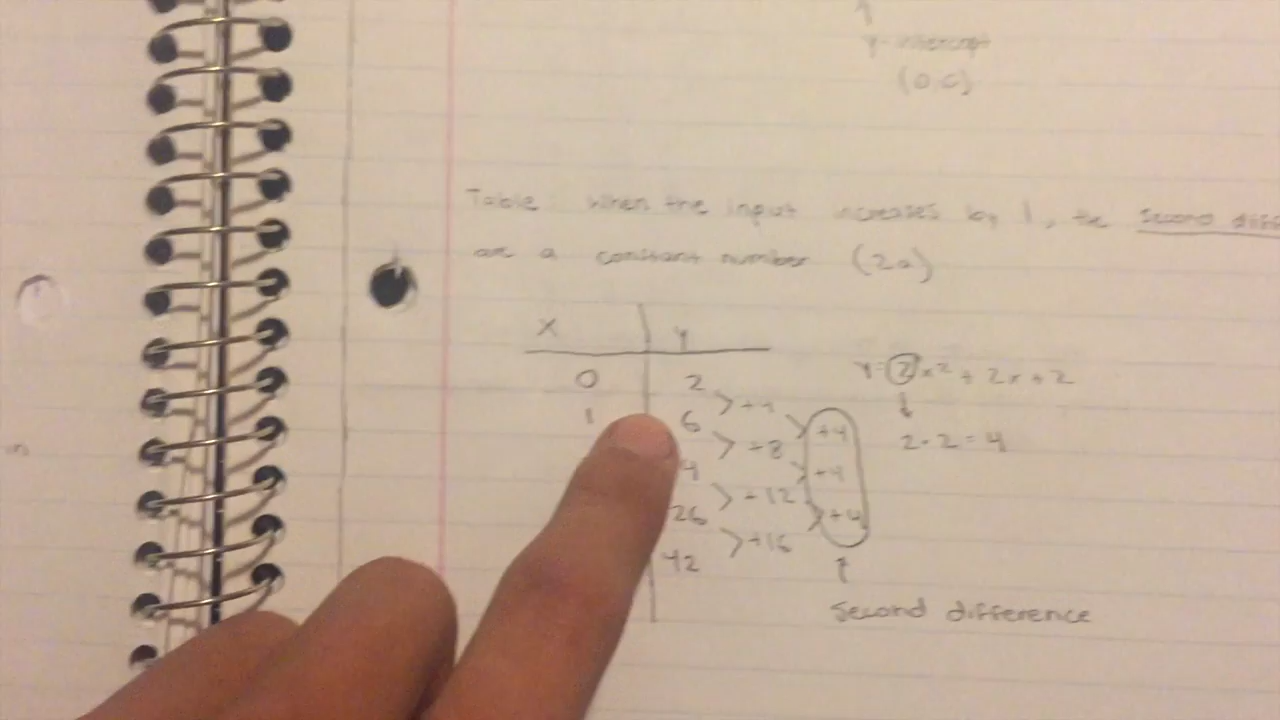 Y-intercept
(0,C)
Table: When the input increases by 1, the second diff
are a constant number (2a)
X Y
0 2
1 6
4
26
42
+4
+8
+12
+16
+4
+4
+4
Second difference
Y=2x²+2x+2
2·2=4